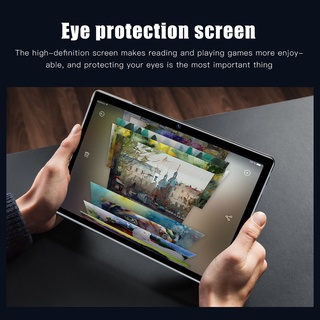 Eye protection screen
The high-definition screen makes reading and playing games more enjoy-
able, and protecting your eyes is the most important thing